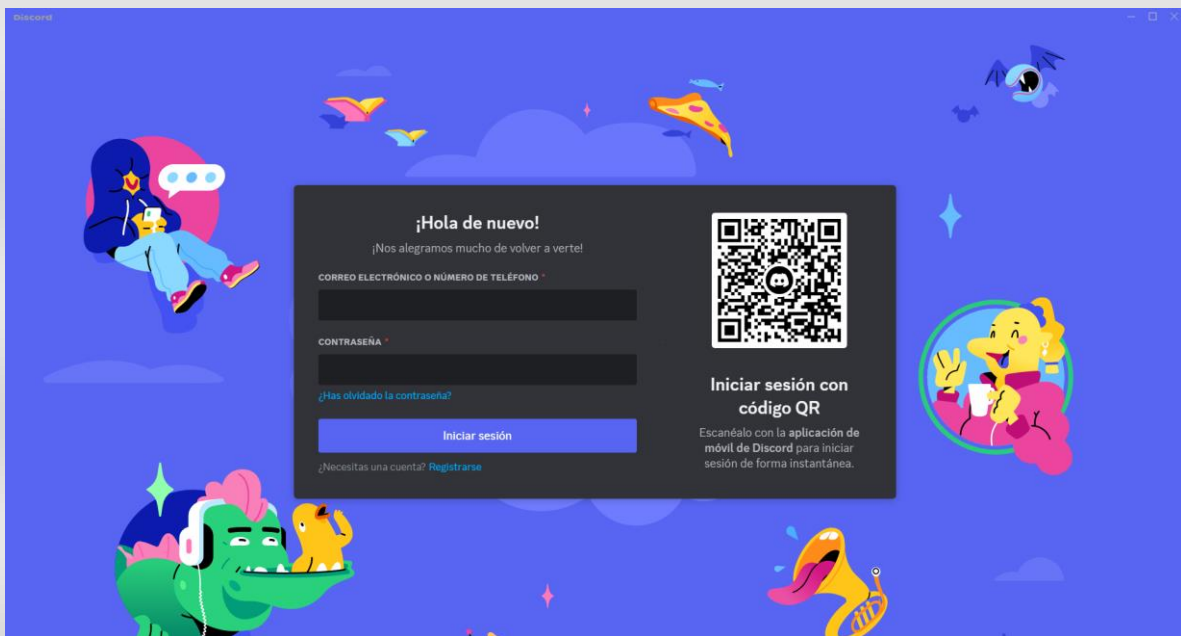 Discord
¡Hola de nuevo!
¡Nos alegramos mucho de volver a verte!
CORREO ELECTRÓNICO O NÚMERO DE TELÉFONO *
CONTRASEÑA *
¿Has olvidado la contraseña?
Iniciar sesión
¿Necesitas una cuenta? Registrarse
Iniciar sesión con
código QR
Escanéalo con la aplicación de
móvil de Discord para iniciar
sesión de forma instantánea.